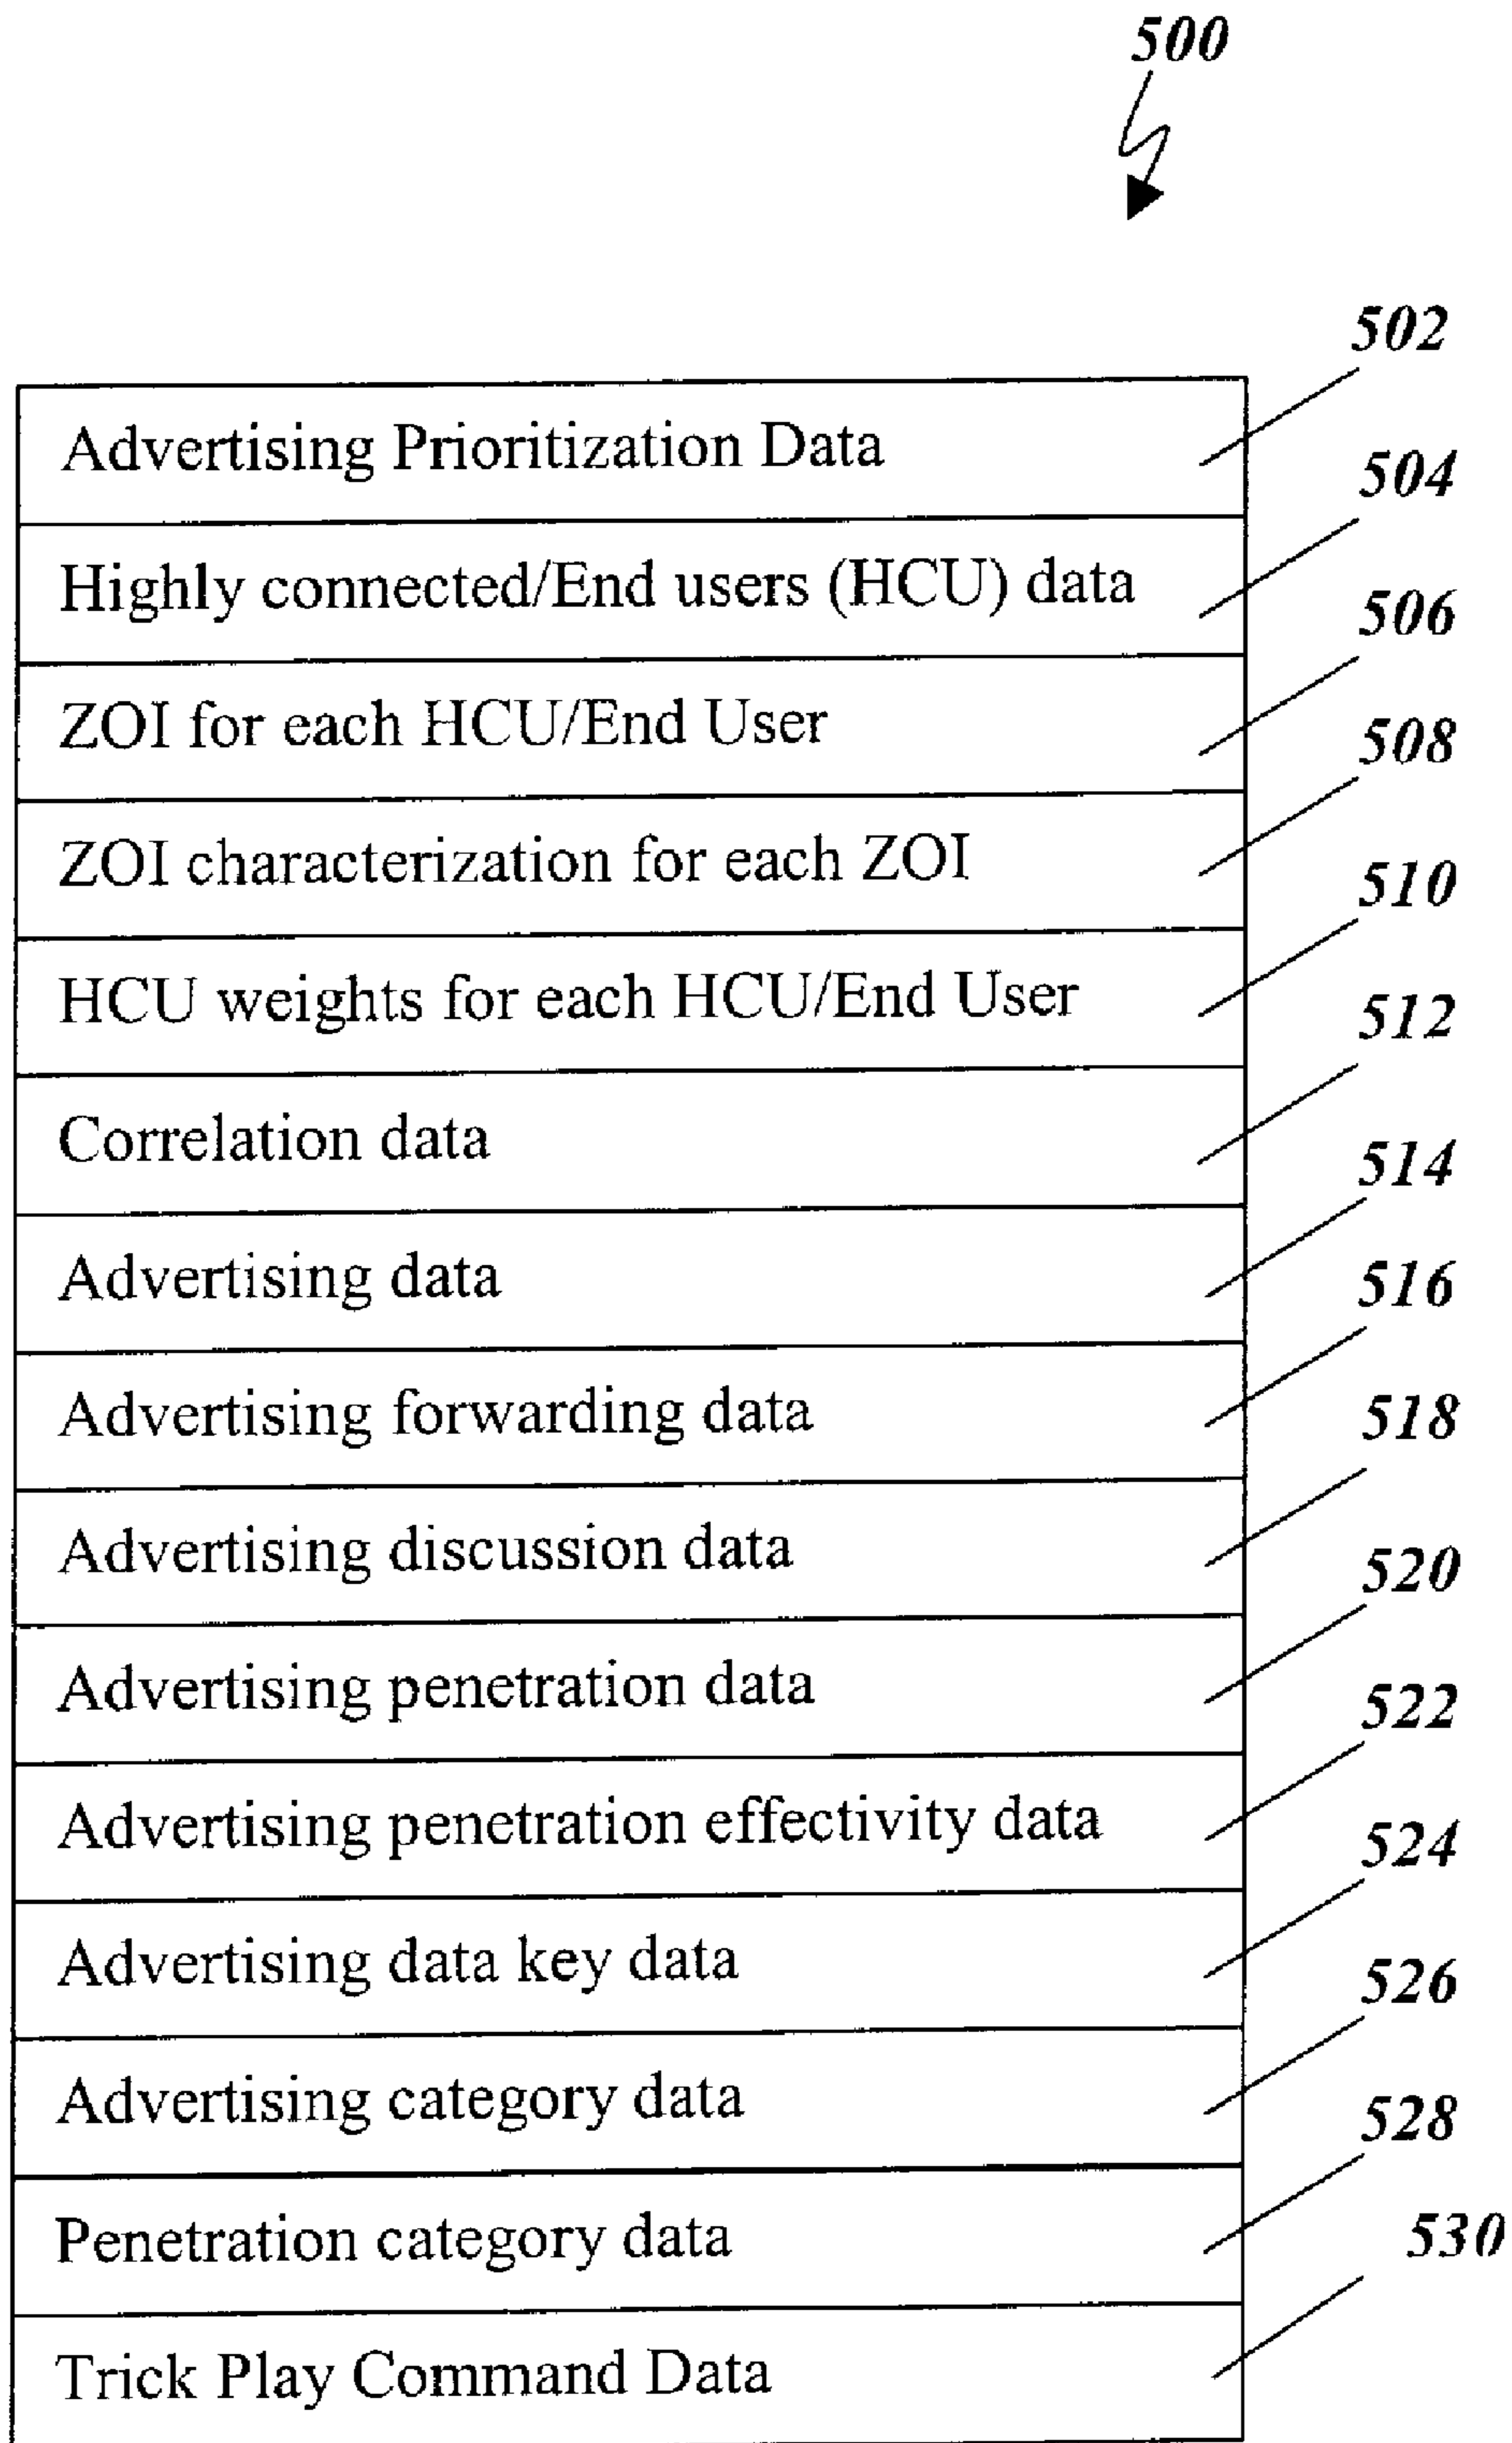 500
502
Advertising Prioritization Data
504
Highly connected/End users (HCU) data
506
ZOI for each HCU/End User
508
ZOI characterization for each ZOI
510
HCU weights for each HCU/End User
512
Correlation data
514
Advertising data
516
Advertising forwarding data
518
Advertising discussion data
520
Advertising penetration data
522
Advertising penetration effectivity data
524
Advertising data key data
526
Advertising category data
528
Penetration category data
530
Trick Play Command Data